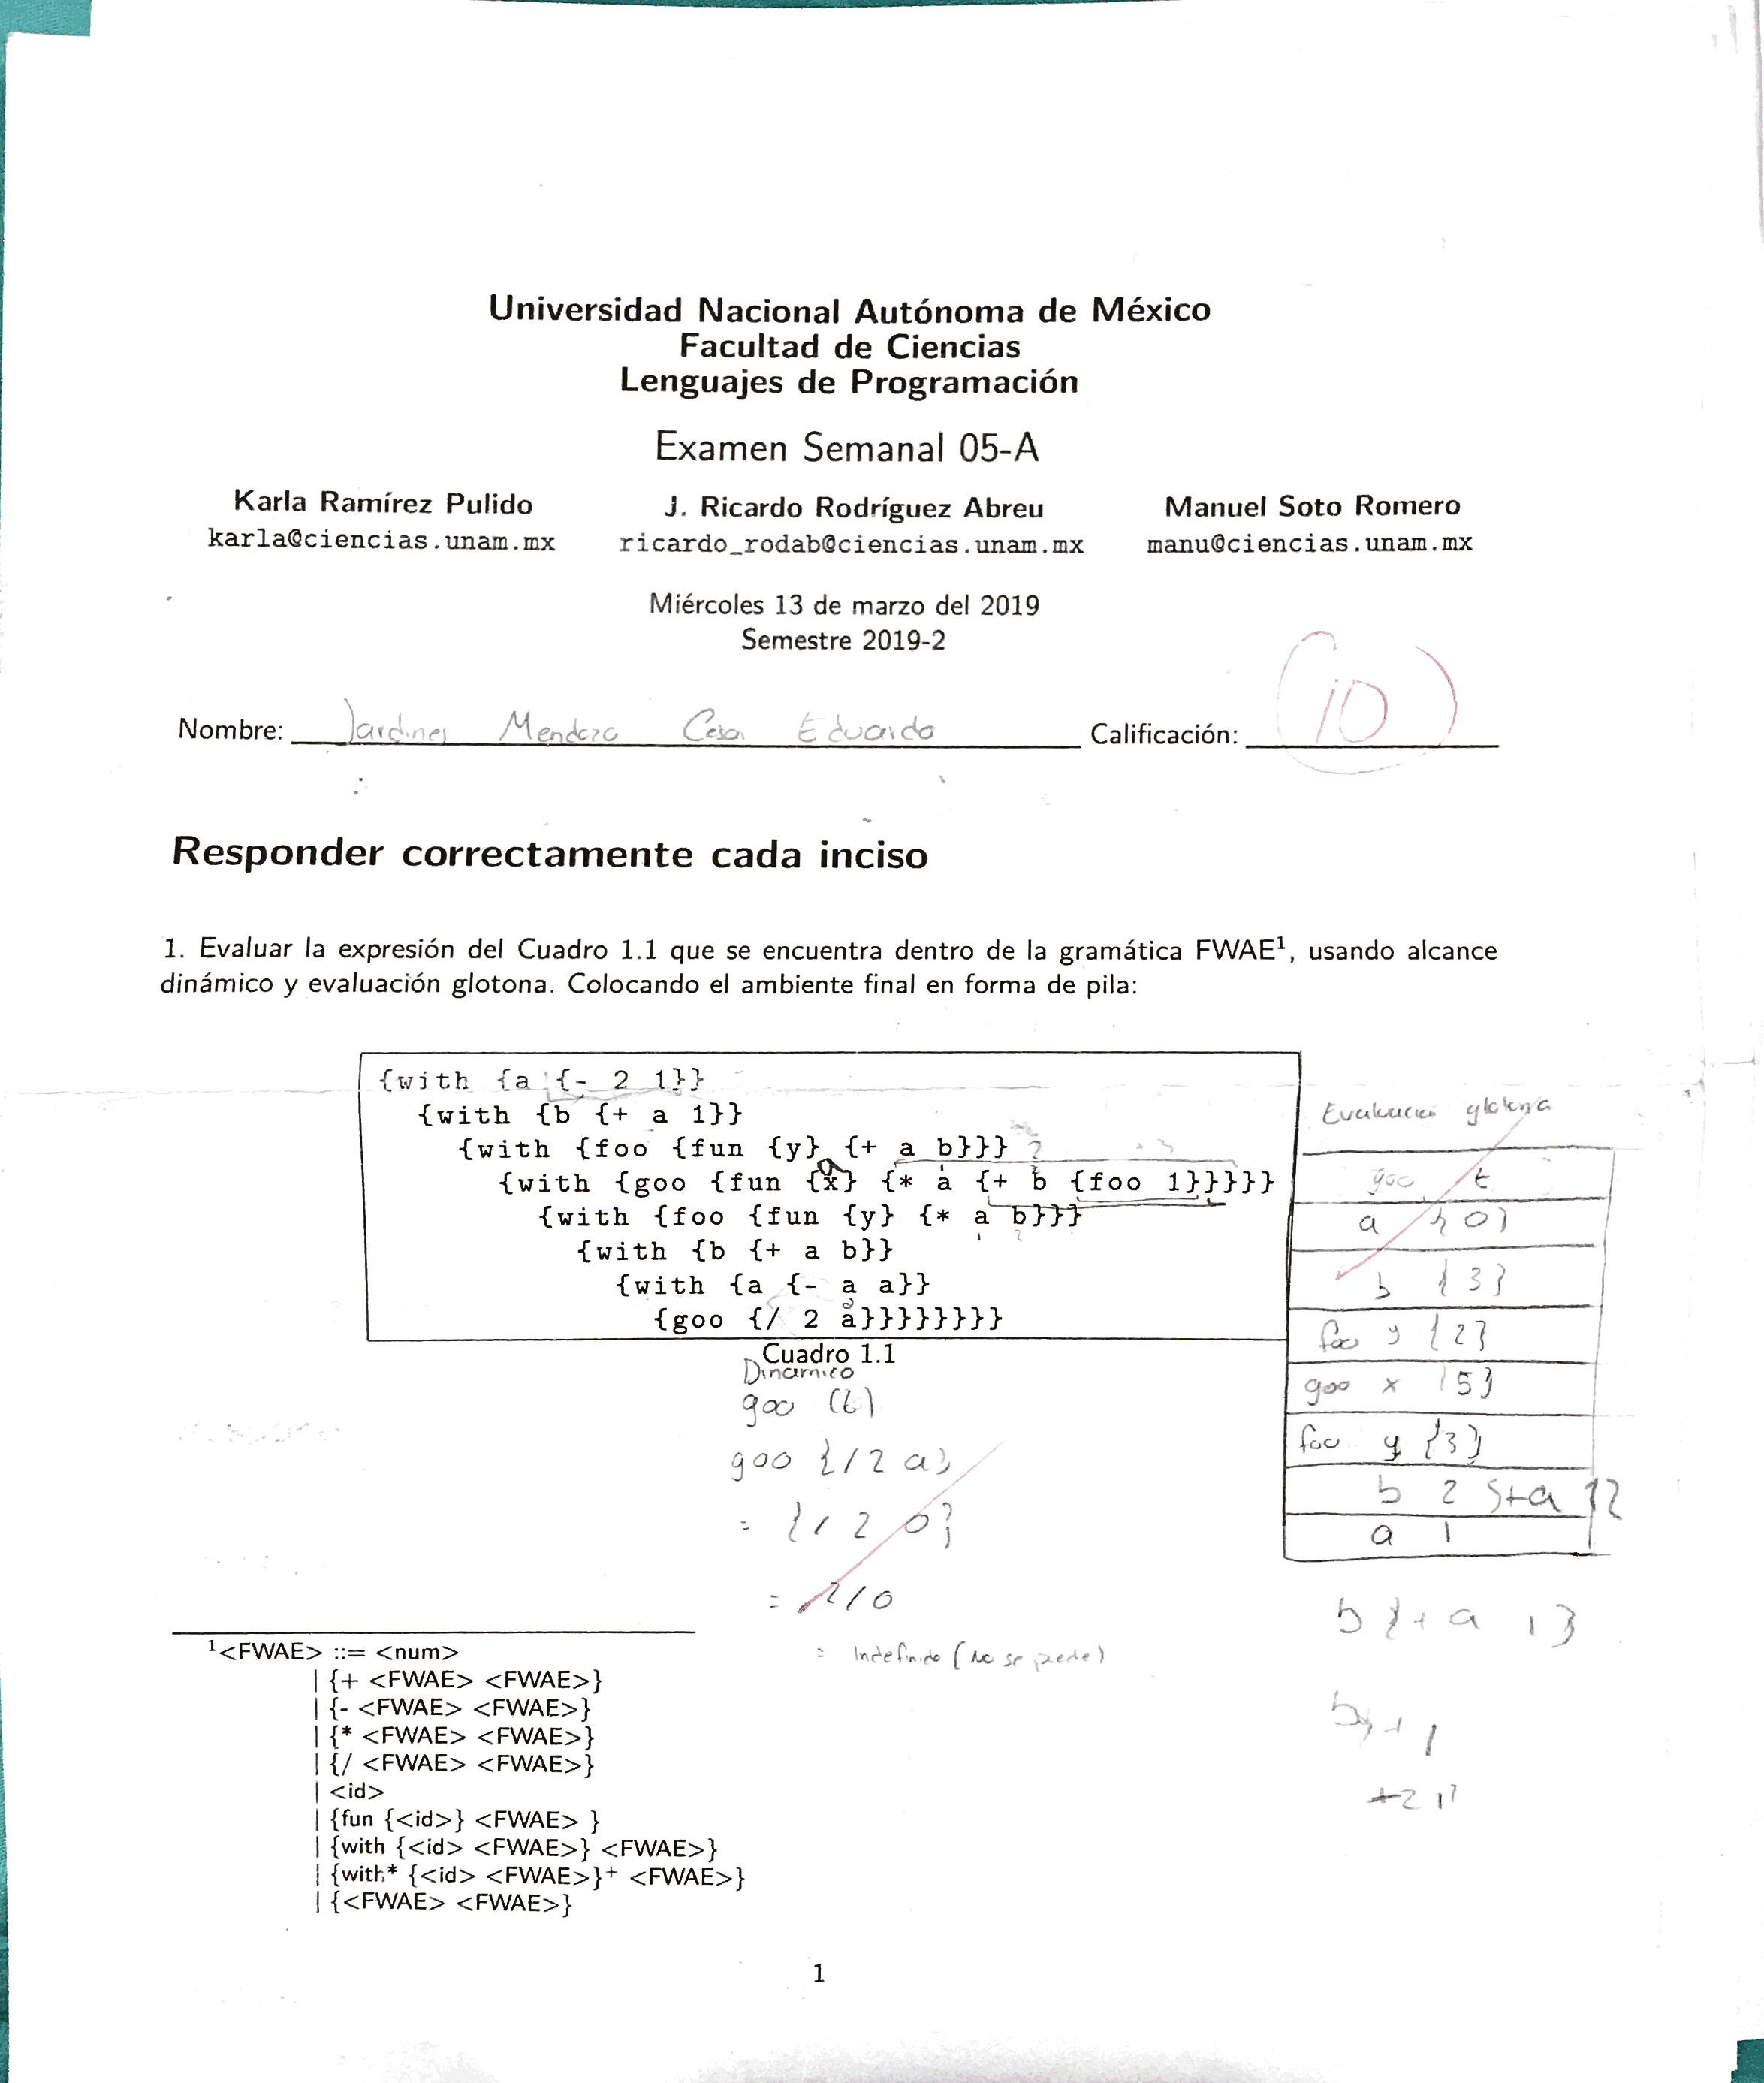 Universidad Nacional Autónoma de México
Facultad de Ciencias
Lenguajes de Programación
Examen Semanal 05-A
Karla Ramírez Pulido J. Ricardo Rodríguez Abreu Manuel Soto Romero
karla@ciencias.unam.mx ricardo_rodab@ciencias.unam.mx manu@ciencias.unam.mx
Miércoles 13 de marzo del 2019
Semestre 2019-2
Nombre: Jardines Mendoza Cesar Eduardo Calificación: 10
Responder correctamente cada inciso
1. Evaluar la expresión del Cuadro 1.1 que se encuentra dentro de la gramática FWAE¹, usando alcance
dinámico y evaluación glotona. Colocando el ambiente final en forma de pila:
{with {a {- 2 1}}
{with {b {+ a 1}}
{with {foo {fun {y} {+ a b}}}
{with {goo {fun {x} {* a {+ b {foo 1}}}}}
{with {foo {fun {y} {* a b}}}
{with {b {+ a b}}
{with {a {- a a}}
{goo {/ 2 a}}}}}}}}}
Cuadro 1.1
Evaluación glotona
goo t
a {0}
b {3}
foo y {2}
goo x {5}
foo y {3}
b 2
a 1
b {+ a 1}
Dinamico
goo (t)
goo {/ 2 a}
= {/ 2 0}
= 2/0
= Indefinido (No se puede)
¹<FWAE> ::= <num>
| {+ <FWAE> <FWAE>}
| {- <FWAE> <FWAE>}
| {* <FWAE> <FWAE>}
| {/ <FWAE> <FWAE>}
| <id>
| {fun {<id>} <FWAE> }
| {with {<id> <FWAE>} <FWAE>}
| {with* {<id> <FWAE>}⁺ <FWAE>}
| {<FWAE> <FWAE>}
1